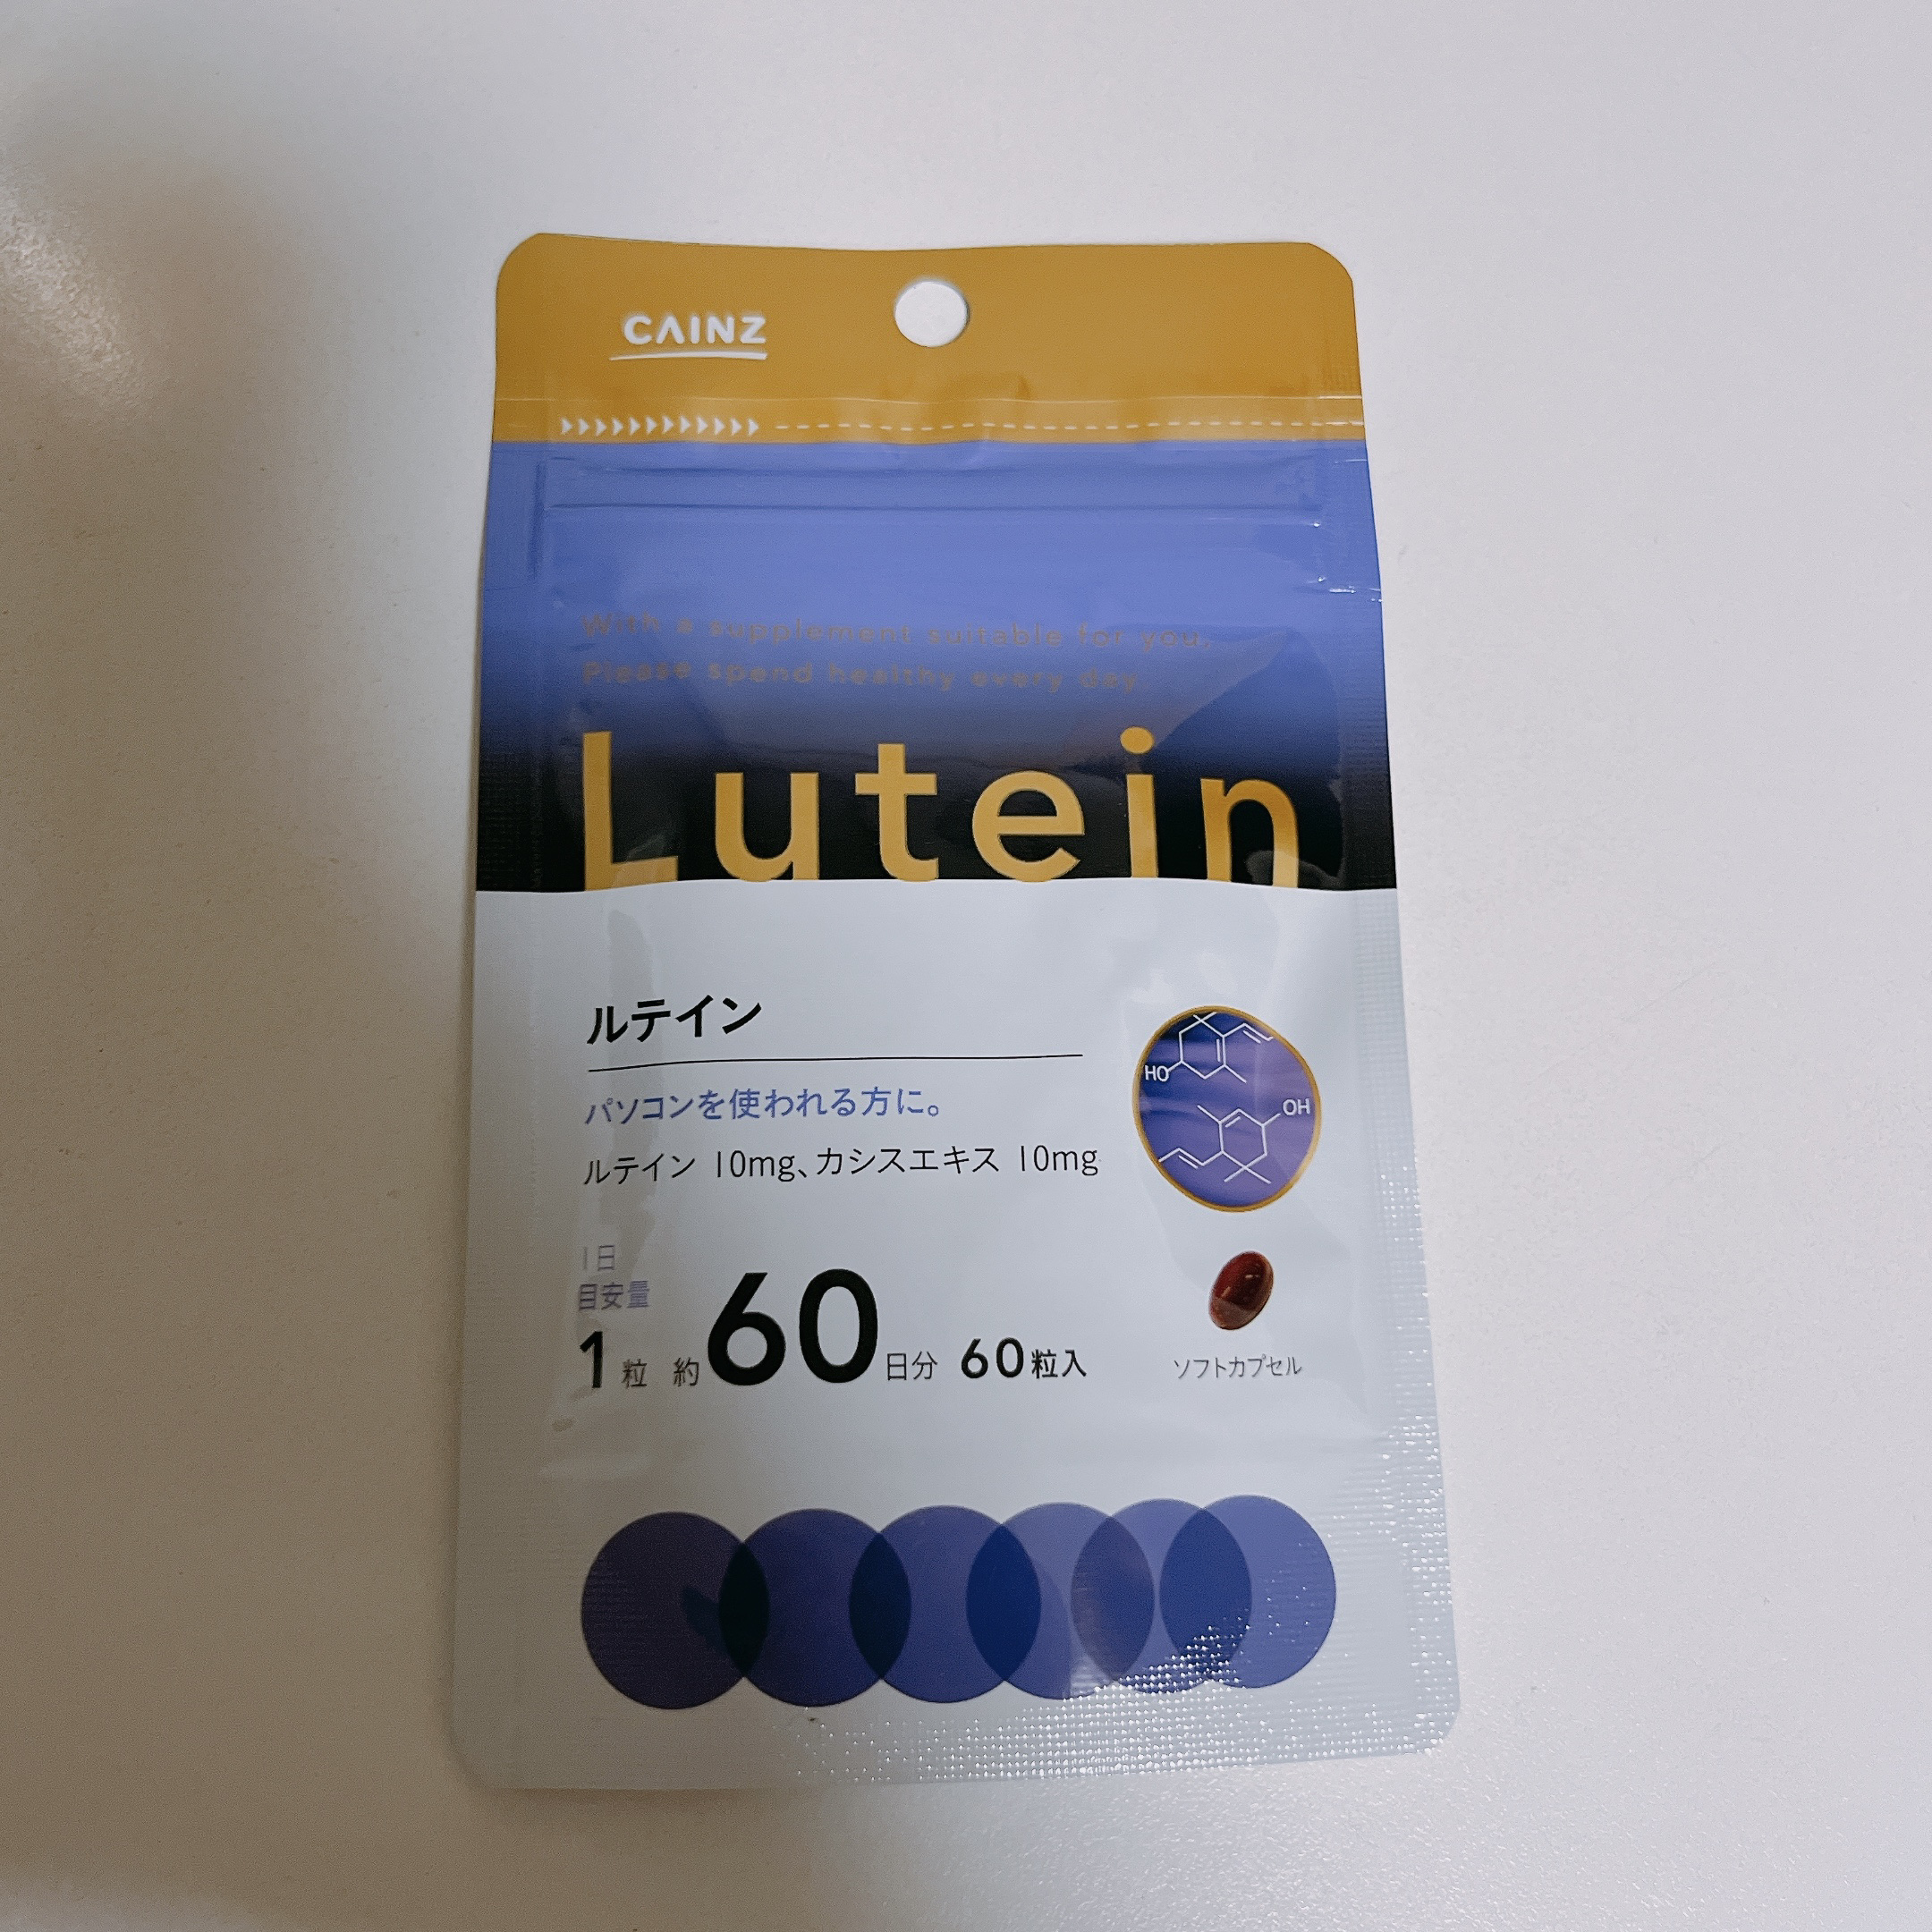 CAINZ
With a supplement suitable for you,
Please spend healthy every day.
Lutein
ルテイン
パソコンを使われる方に。
ルテイン 10mg、カシスエキス 10mg
HO
OH
1日
目安量
1粒 約60日分 60粒入
ソフトカプセル